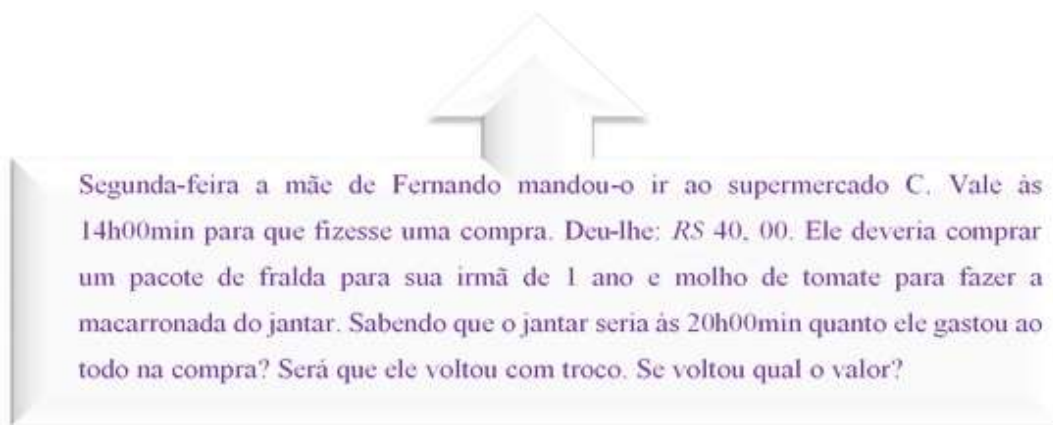 Segunda-feira a mãe de Fernando mandou-o ir ao supermercado C. Vale às
14h00min para que fizesse uma compra. Deu-lhe: RS 40, 00. Ele deveria comprar
um pacote de fralda para sua irmã de 1 ano e molho de tomate para fazer a
macarronada do jantar. Sabendo que o jantar seria às 20h00min quanto ele gastou ao
todo na compra? Será que ele voltou com troco. Se voltou qual o valor?